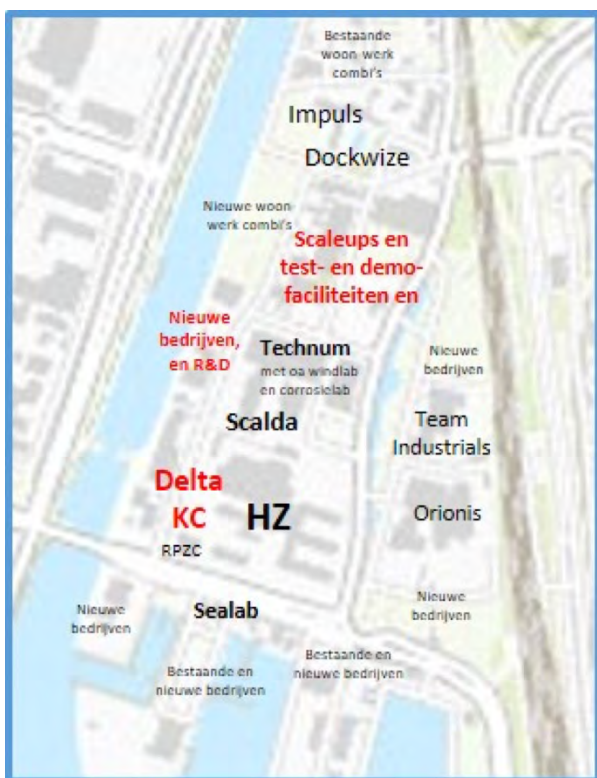 Bestaande
woon-werk
combi's
Impuls
Dockwize
Nieuwe woon-
werk combi's
Scaleups en
test- en demo-
faciliteiten en
Nieuwe
bedrijven,
en R&D
Technum
met oa windlab
en corrosielab
Nieuwe
bedrijven
Scalda
Team
Industrials
Delta
KC
HZ
Orionis
RPZC
Nieuwe
bedrijven
Sealab
Nieuwe
bedrijven
Bestaande en
nieuwe bedrijven
Bestaande en
nieuwe bedrijven